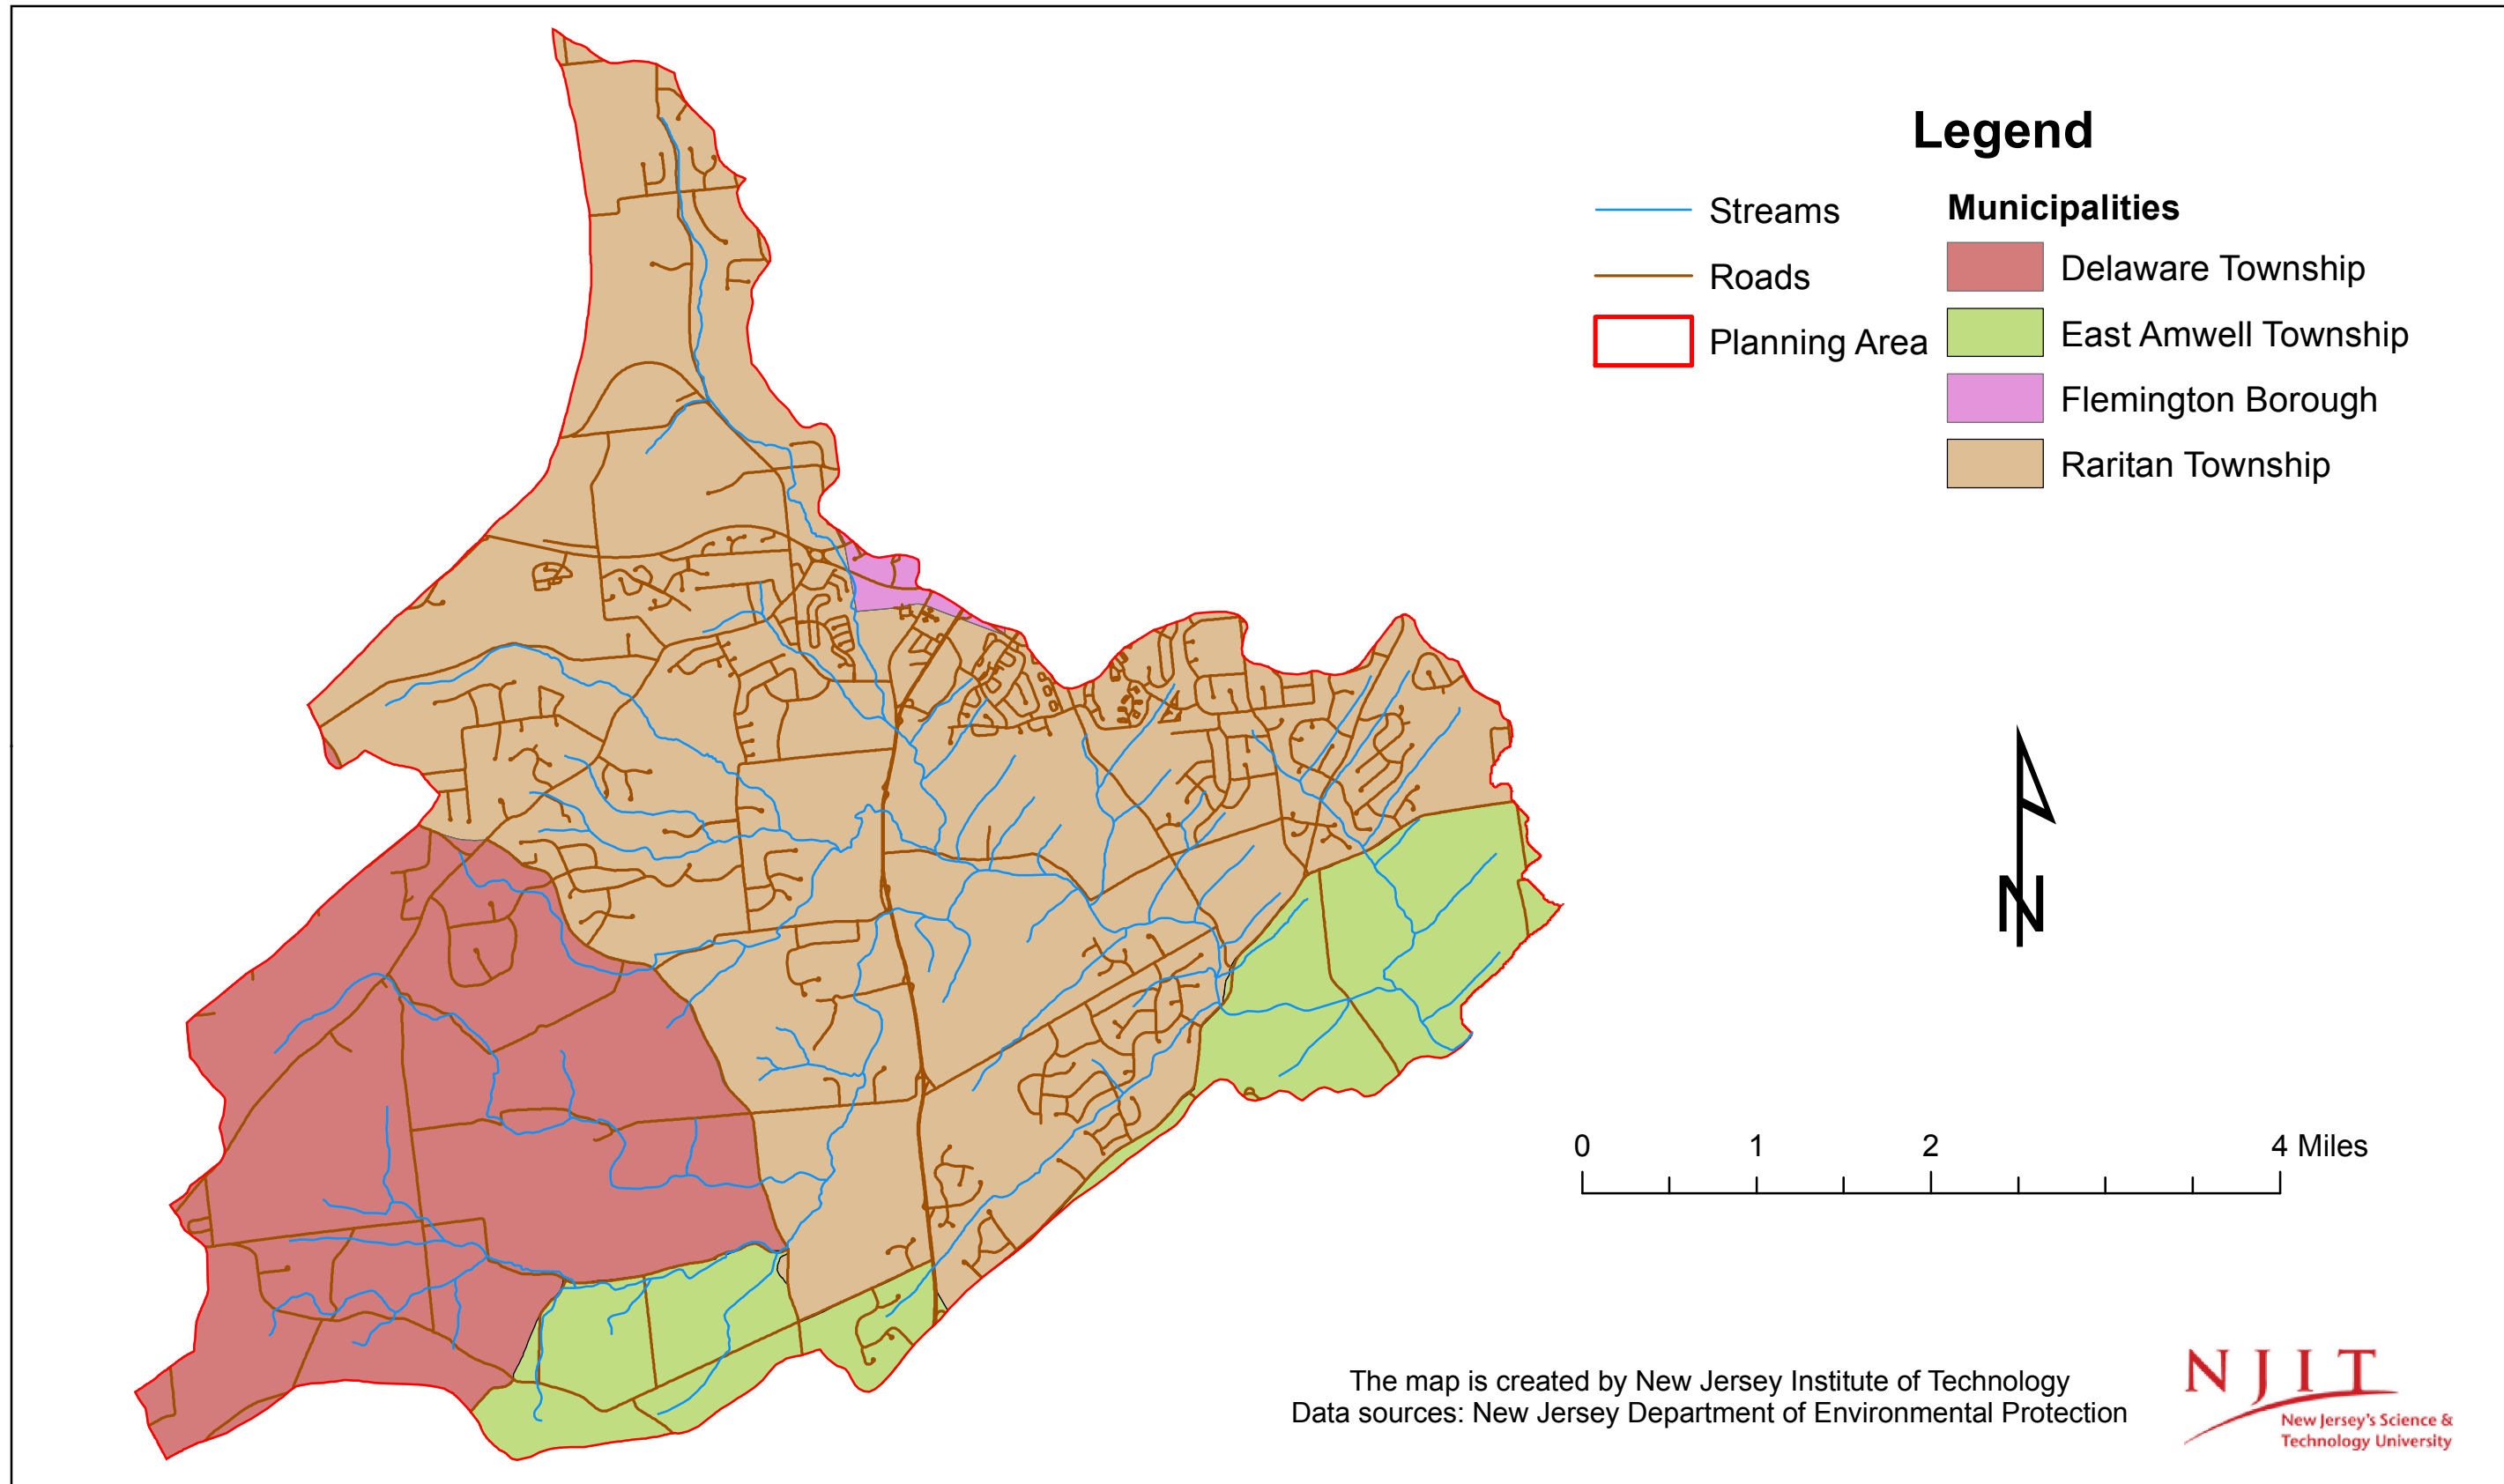 Legend
Streams
Roads
Planning Area
Municipalities
Delaware Township
East Amwell Township
Flemington Borough
Raritan Township
N
0 1 2 4 Miles
The map is created by New Jersey Institute of Technology
Data sources: New Jersey Department of Environmental Protection
NJIT
New Jersey's Science &
Technology University